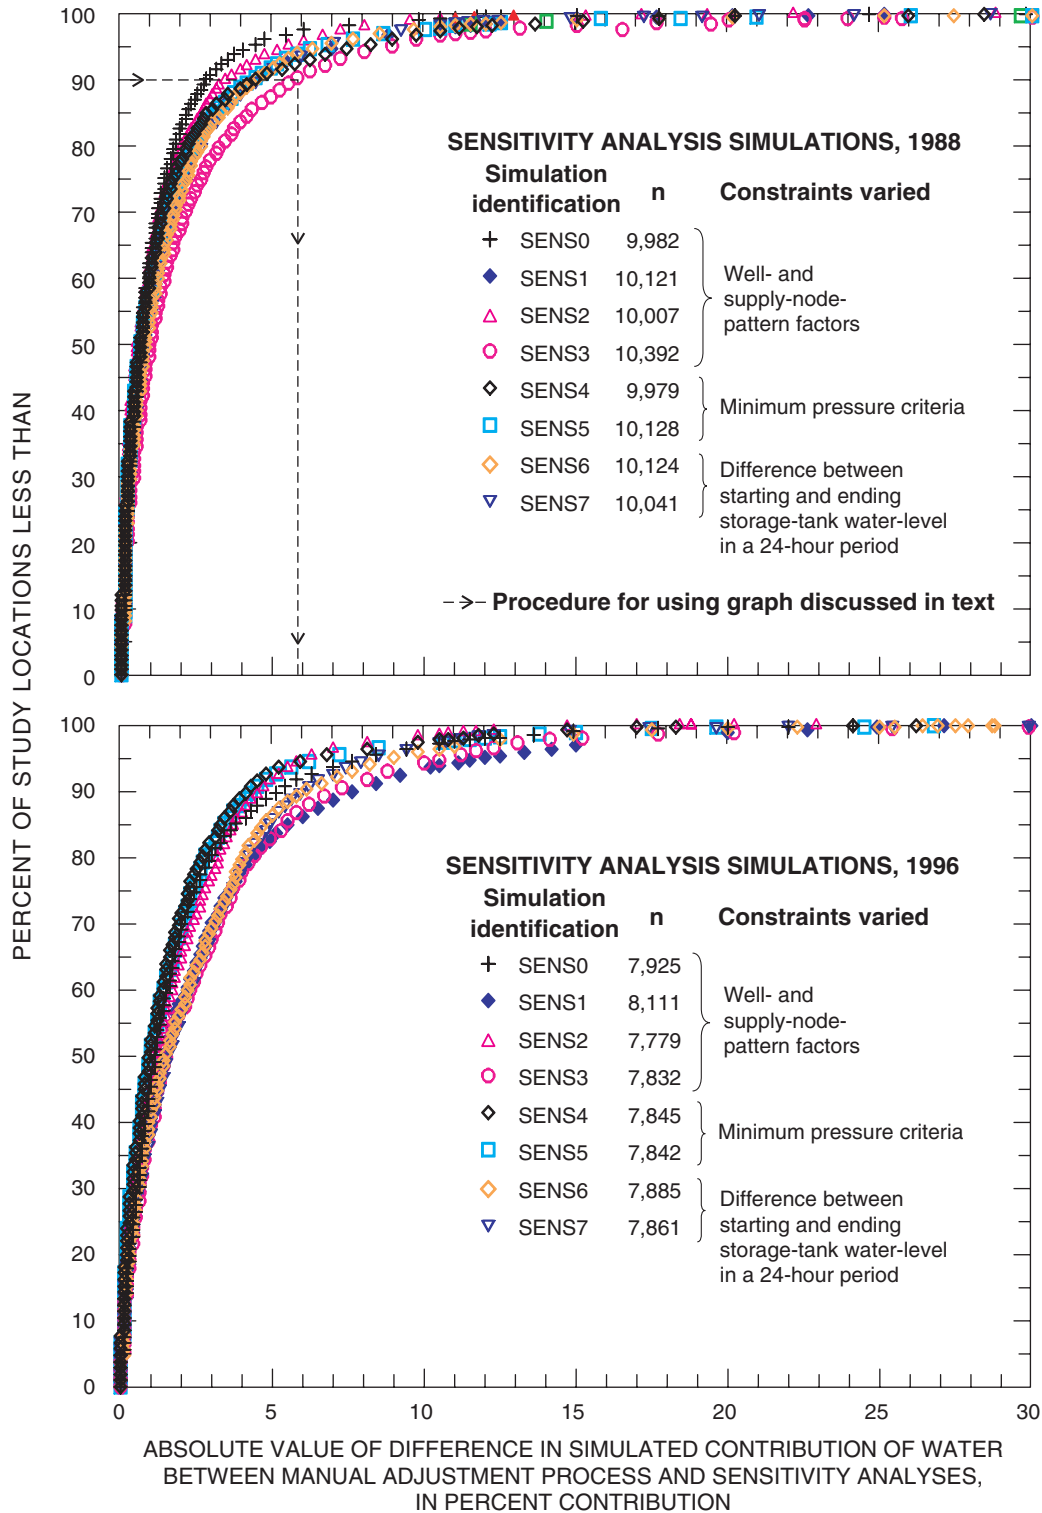 PERCENT OF STUDY LOCATIONS LESS THAN
100
90
80
70
60
50
40
30
20
10
0
SENSITIVITY ANALYSIS SIMULATIONS, 1988
Simulation identification n Constraints varied
SENS0 9,982
SENS1 10,121
SENS2 10,007
SENS3 10,392
Well- and
supply-node-
pattern factors
SENS4 9,979
SENS5 10,128
Minimum pressure criteria
SENS6 10,124
SENS7 10,041
Difference between
starting and ending
storage-tank water-level
in a 24-hour period
Procedure for using graph discussed in text
100
90
80
70
60
50
40
30
20
10
0
SENSITIVITY ANALYSIS SIMULATIONS, 1996
Simulation identification n Constraints varied
SENS0 7,925
SENS1 8,111
SENS2 7,779
SENS3 7,832
Well- and
supply-node-
pattern factors
SENS4 7,845
SENS5 7,842
Minimum pressure criteria
SENS6 7,885
SENS7 7,861
Difference between
starting and ending
storage-tank water-level
in a 24-hour period
0 5 10 15 20 25 30
ABSOLUTE VALUE OF DIFFERENCE IN SIMULATED CONTRIBUTION OF WATER
BETWEEN MANUAL ADJUSTMENT PROCESS AND SENSITIVITY ANALYSES,
IN PERCENT CONTRIBUTION